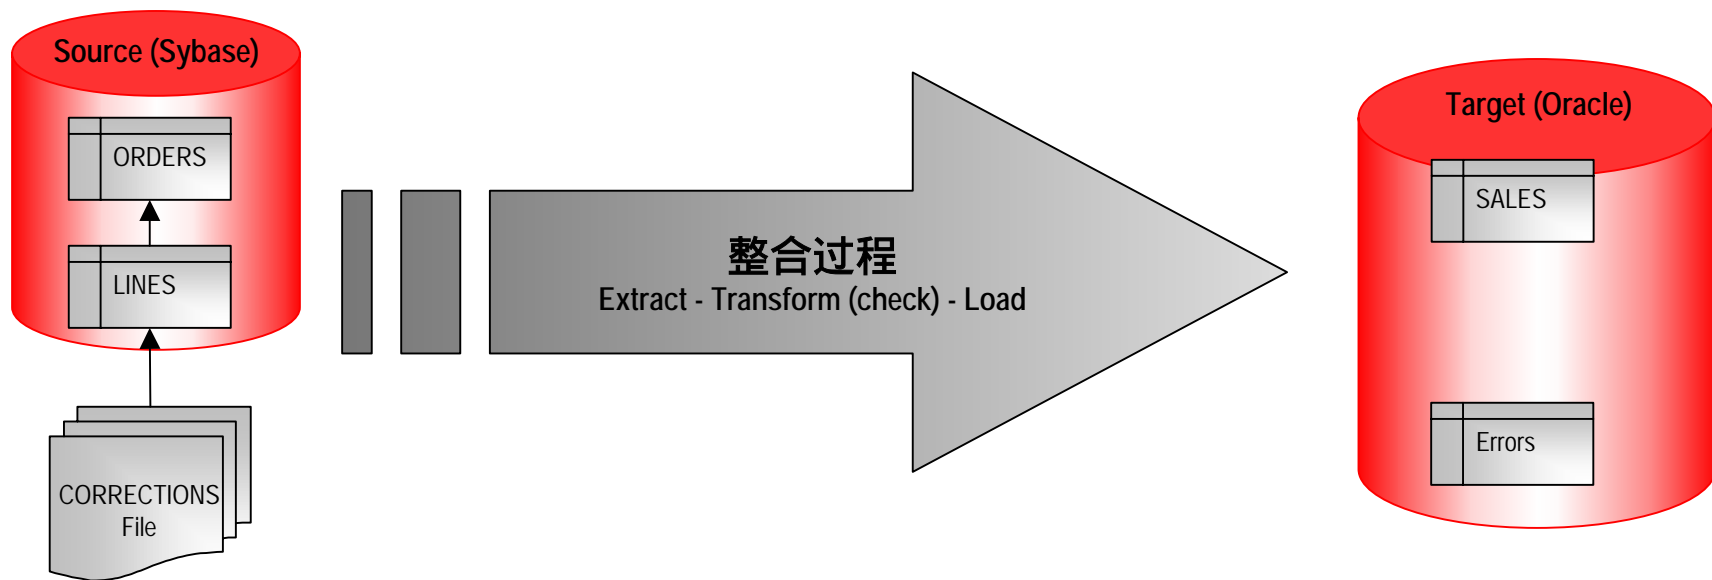 Source (Sybase)
ORDERS
LINES
CORRECTIONS
File
整合过程
Extract - Transform (check) - Load
Target (Oracle)
SALES
Errors